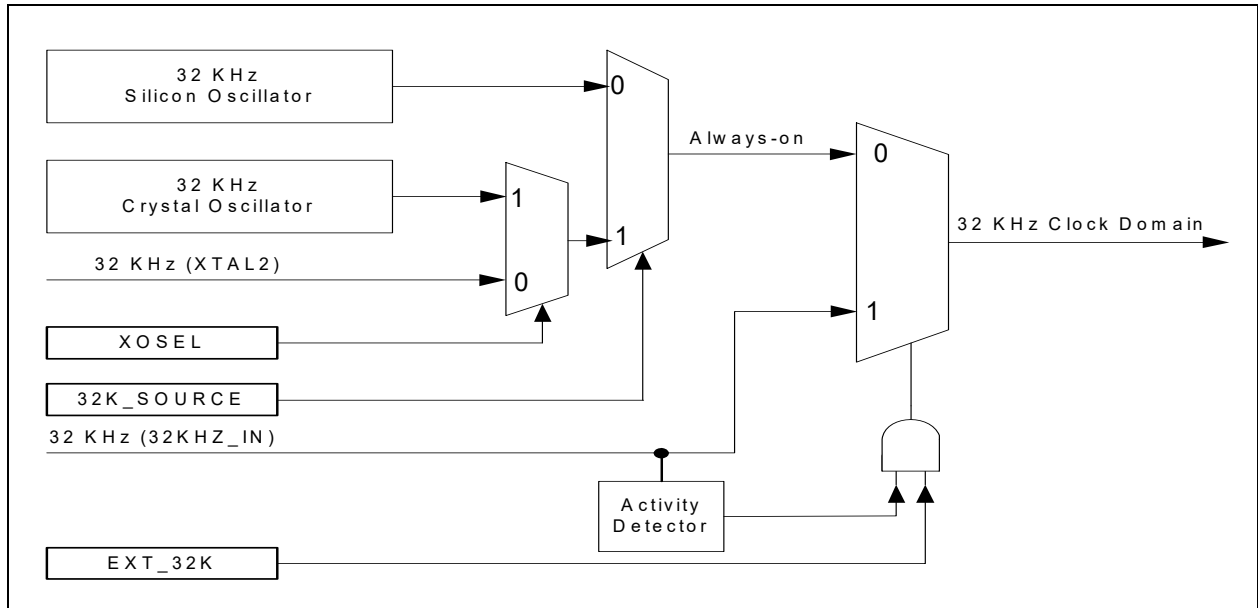 32 KHz
Silicon Oscillator
0
Always-on
0
32 KHz
Crystal Oscillator
1
1
32 KHz Clock Domain
32 KHz (XTAL2)
0
1
XOSEL
32K_SOURCE
32 KHz (32KHZ_IN)
Activity
Detector
EXT_32K